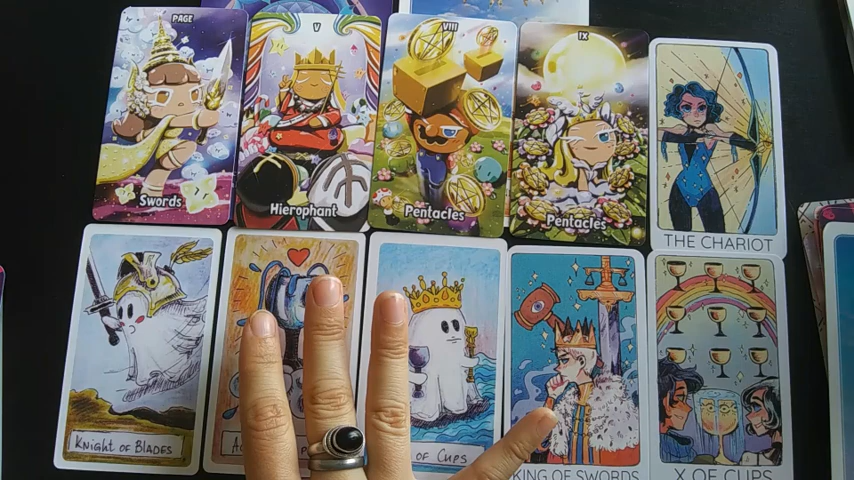 PAGE
Swords
V
Hierophant
VIII
Pentacles
IX
Pentacles
THE CHARIOT
Knight of Blades
of Cups
KING OF SWORDS
X OF CUPS